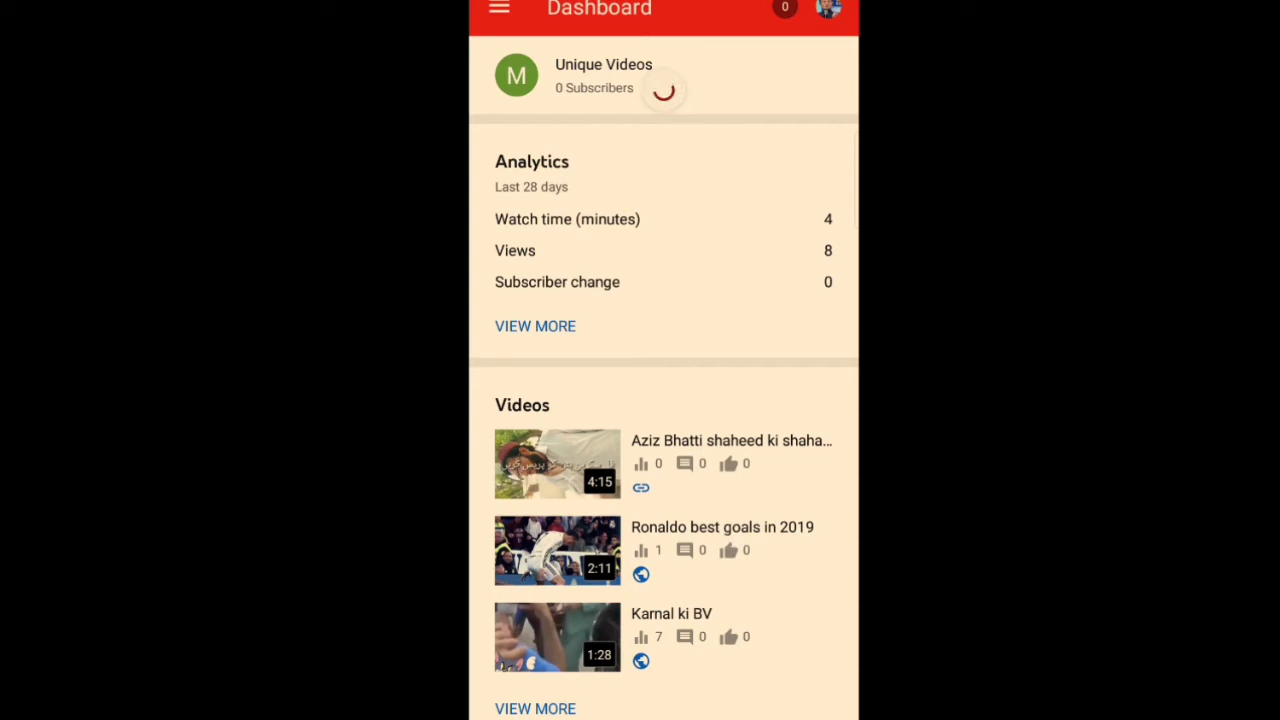 Dashboard
0
M
Unique Videos
0 Subscribers
Analytics
Last 28 days
Watch time (minutes) 4
Views 8
Subscriber change 0
VIEW MORE
Videos
Aziz Bhatti shaheed ki shaha...
0 0 0
4:15
Ronaldo best goals in 2019
1 0 0
2:11
Karnal ki BV
7 0 0
1:28
VIEW MORE